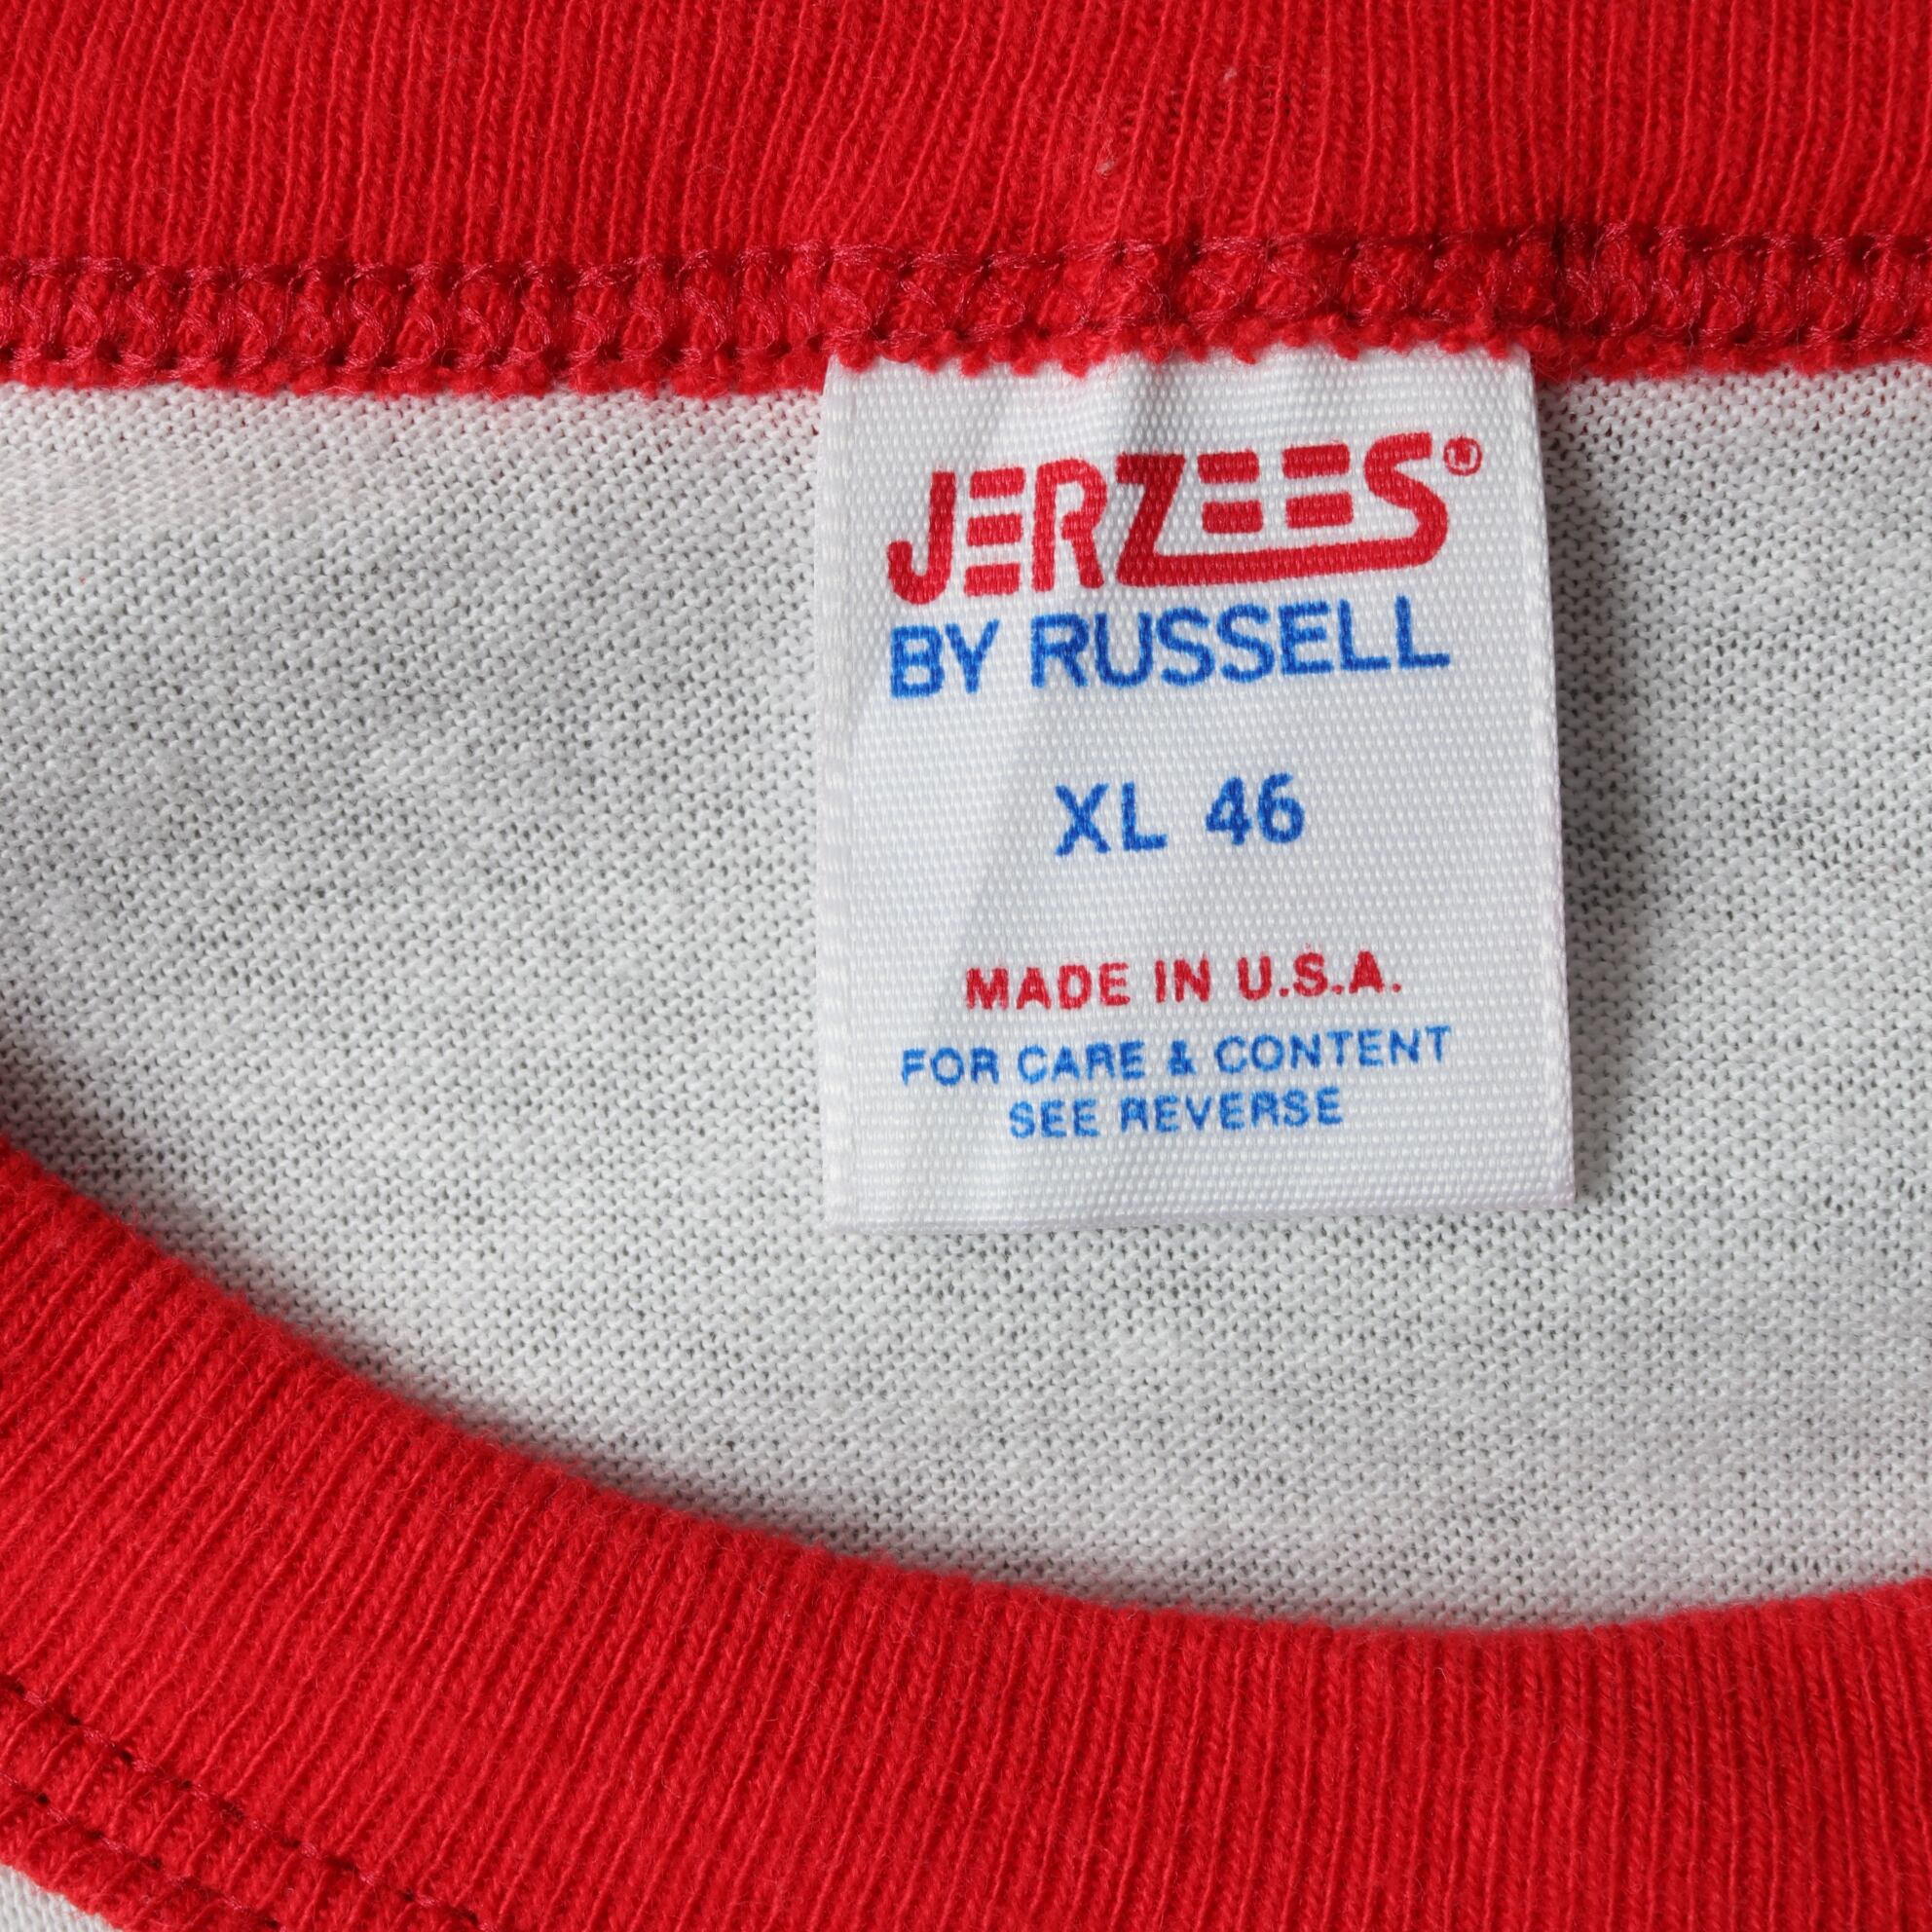 JERZEES®
BY RUSSELL
XL 46
MADE IN U.S.A.
FOR CARE & CONTENT
SEE REVERSE